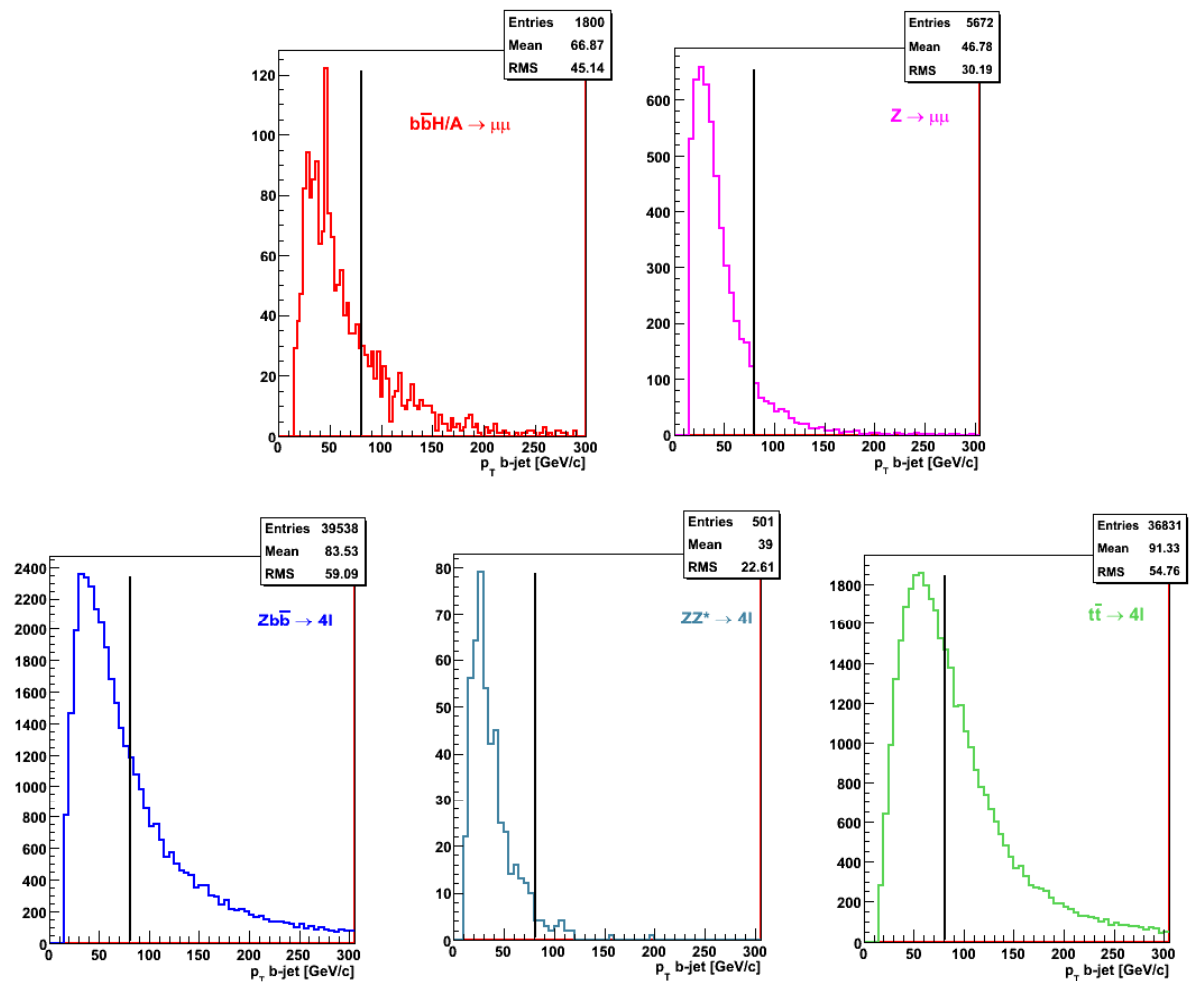 Entries 1800
Mean 66.87
RMS 45.14
bb̅H/A → μμ
120
100
80
60
40
20
0
0 50 100 150 200 250 300
p_T b-jet [GeV/c]
Entries 5672
Mean 46.78
RMS 30.19
Z → μμ
600
500
400
300
200
100
0
0 50 100 150 200 250 300
p_T b-jet [GeV/c]
Entries 39538
Mean 83.53
RMS 59.09
Zbb̅ → 4l
2400
2200
2000
1800
1600
1400
1200
1000
800
600
400
200
0
0 50 100 150 200 250 300
p_T b-jet [GeV/c]
Entries 501
Mean 39
RMS 22.61
ZZ* → 4l
80
70
60
50
40
30
20
10
0
0 50 100 150 200 250 300
p_T b-jet [GeV/c]
Entries 36831
Mean 91.33
RMS 54.76
tt̅ → 4l
1800
1600
1400
1200
1000
800
600
400
200
0
0 50 100 150 200 250 300
p_T b-jet [GeV/c]